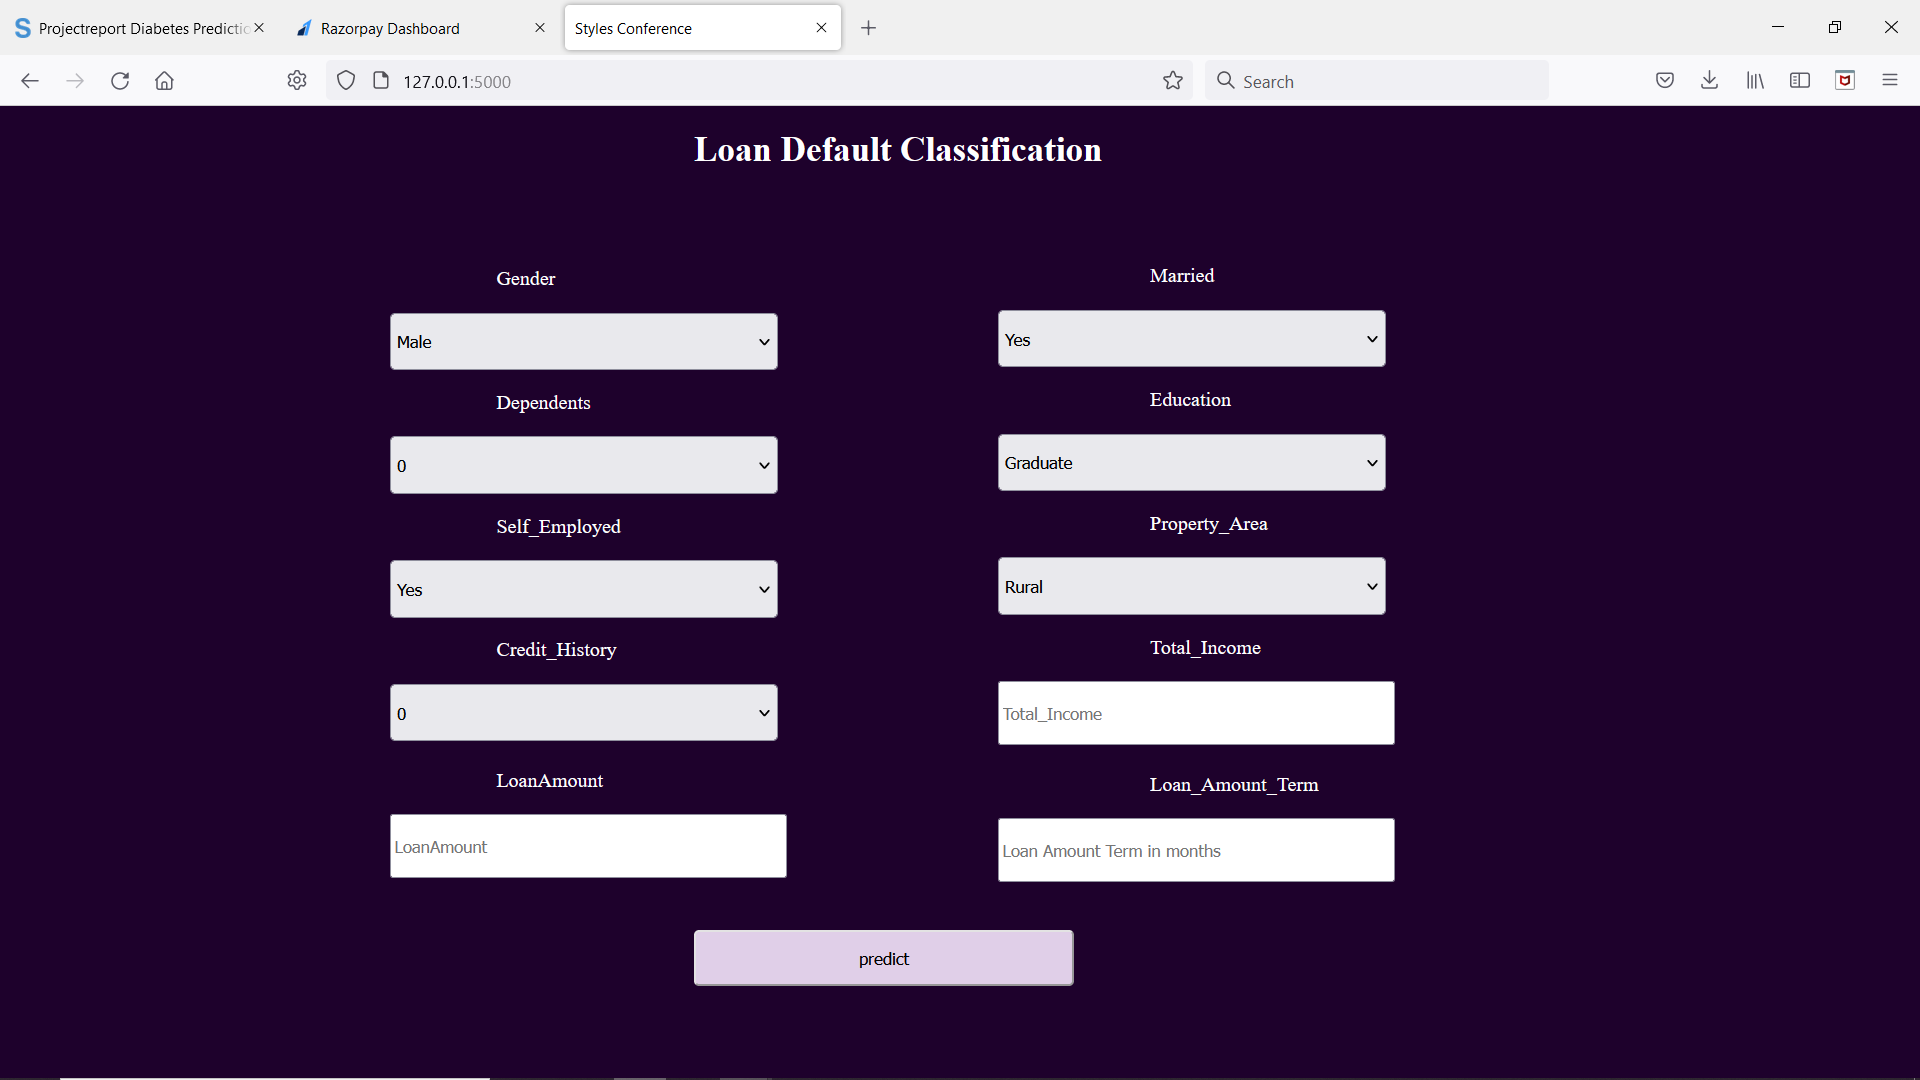 Projectreport Diabetes Predictio
Razorpay Dashboard
Styles Conference
127.0.0.1:5000
Search
Loan Default Classification
Gender
Married
Male
Yes
Dependents
Education
0
Graduate
Self_Employed
Property_Area
Yes
Rural
Credit_History
Total_Income
0
Total_Income
LoanAmount
Loan_Amount_Term
LoanAmount
Loan Amount Term in months
predict